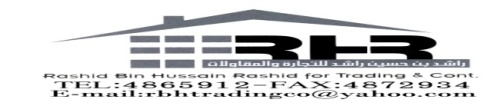 RBHR
راشد بن حسين راشد للتجارة والمقاولات
Rashid Bin Hussain Rashid for Trading & Cont.
TEL:4865912-FAX:4872934
E-mail:rbhtradingco@yahoo.com